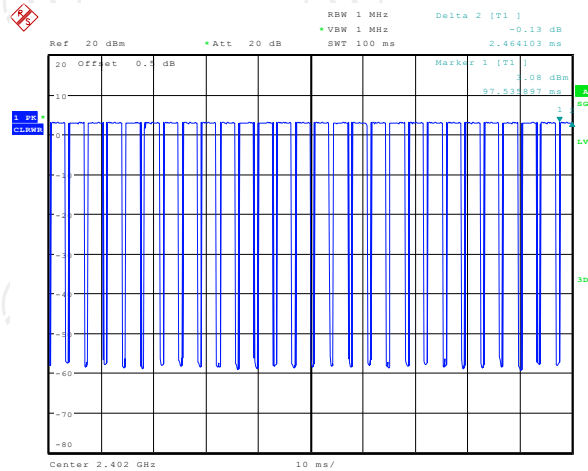 R S
RBW 1 MHz
Delta 2 [T1 ]
* VBW 1 MHz
-0.13 dB
Ref 20 dBm
* Att 20 dB
SWT 100 ms
2.464103 ms
20 Offset 0.5 dB
Marker 1 [T1 ]
3.08 dBm
97.535897 ms
A
SG
10
1
1 PK *
CLRWR
0
LV
-10
-20
-30
3D
-40
-50
-60
-70
-80
Center 2.402 GHz
10 ms/